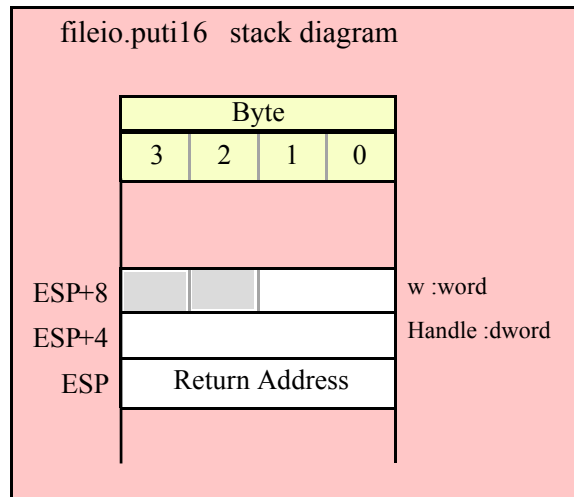 fileio.puti16 stack diagram
Byte
3 2 1 0
ESP+8 w :word
ESP+4 Handle :dword
ESP Return Address